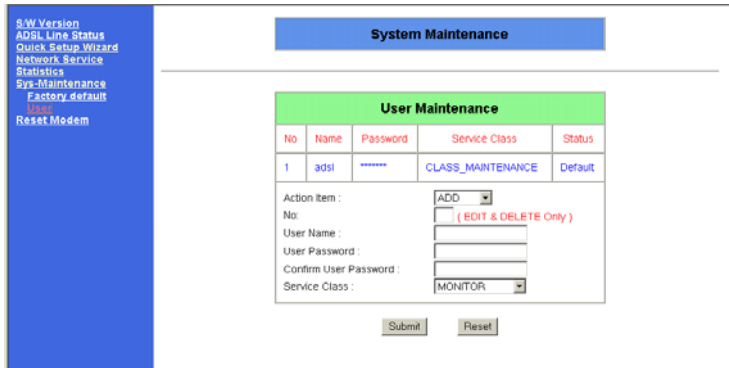 S/W Version
ADSL Line Status
Quick Setup Wizard
Network Service
Statistics
Sys-Maintenance
Factory default
User
Reset Modem
System Maintenance
User Maintenance
No Name Password Service Class Status
1 adsl ******* CLASS_MAINTENANCE Default
Action Item : ADD
No: ( EDIT & DELETE Only )
User Name :
User Password :
Confirm User Password :
Service Class : MONITOR
Submit Reset